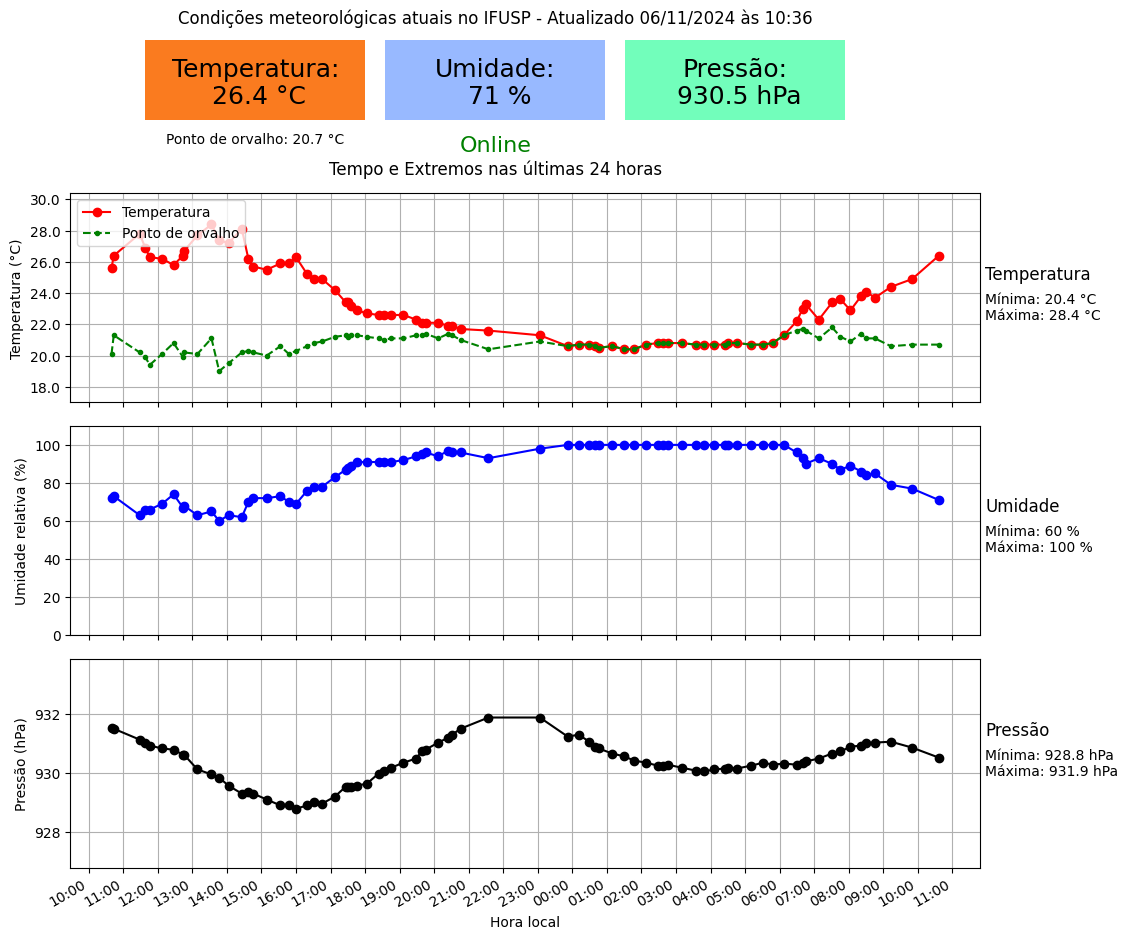 Condições meteorológicas atuais no IFUSP - Atualizado 06/11/2024 às 10:36
Temperatura:
26.4 °C
Umidade:
71 %
Pressão:
930.5 hPa
Ponto de orvalho: 20.7 °C
Online
Tempo e Extremos nas últimas 24 horas
Temperatura (°C)
30.0
28.0
26.0
24.0
22.0
20.0
18.0
Temperatura
Ponto de orvalho
Temperatura
Mínima: 20.4 °C
Máxima: 28.4 °C
Umidade relativa (%)
100
80
60
40
20
0
Umidade
Mínima: 60 %
Máxima: 100 %
Pressão (hPa)
932
930
928
Pressão
Mínima: 928.8 hPa
Máxima: 931.9 hPa
10:00 11:00 12:00 13:00 14:00 15:00 16:00 17:00 18:00 19:00 20:00 21:00 22:00 23:00 00:00 01:00 02:00 03:00 04:00 05:00 06:00 07:00 08:00 09:00 10:00 11:00
Hora local